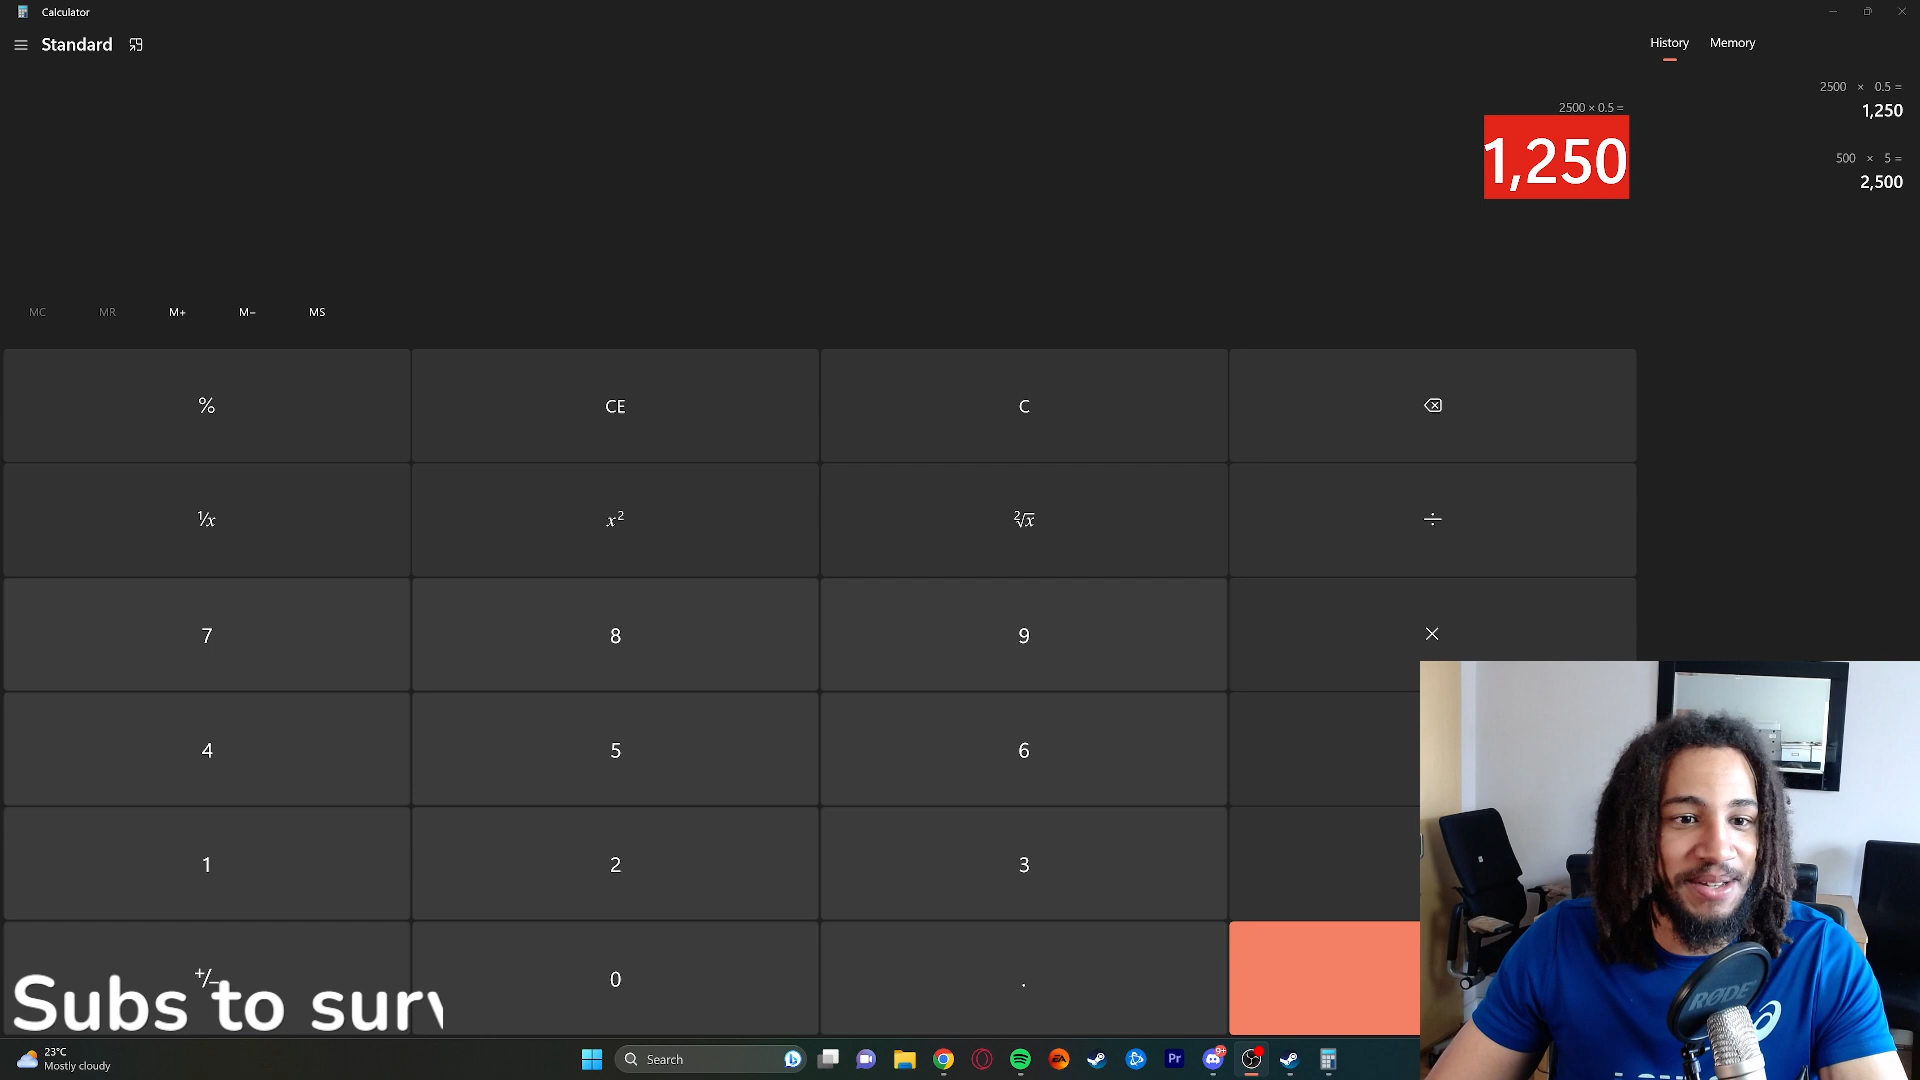 Calculator
Standard
History Memory
2500 × 0.5 =
1,250
500 × 5 =
2,500
2500 × 0.5 =
1,250
MC MR M+ M− MS
% CE C
¹/x x² ²√x ÷
7 8 9 ×
4 5 6
1 2 3
+/− 0 .
Subs to surv
RØDE
23°C
Mostly cloudy
Search
EA
Pr
9+